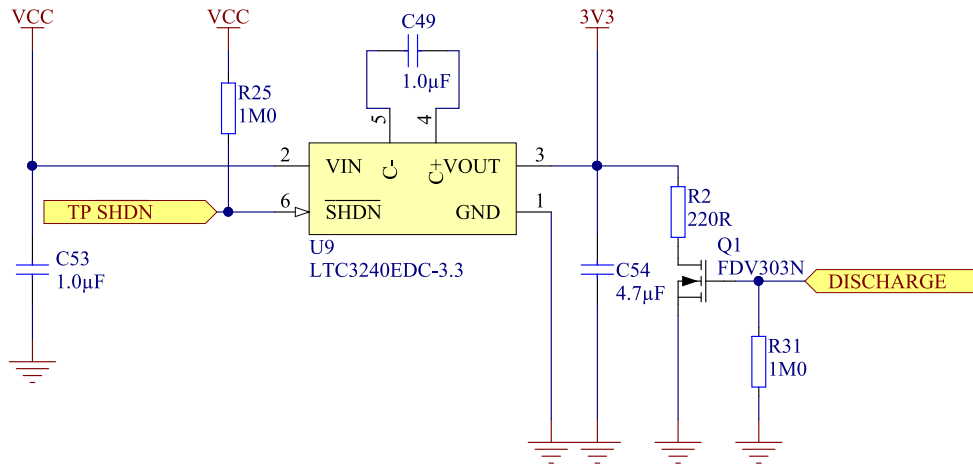 VCC
VCC
C49
3V3
1.0µF
R25
1M0
5
4
2
VIN
C-
C+
VOUT
3
R2
220R
TP SHDN
6
SHDN
GND
1
U9
LTC3240EDC-3.3
Q1
FDV303N
C53
1.0µF
C54
4.7µF
DISCHARGE
R31
1M0